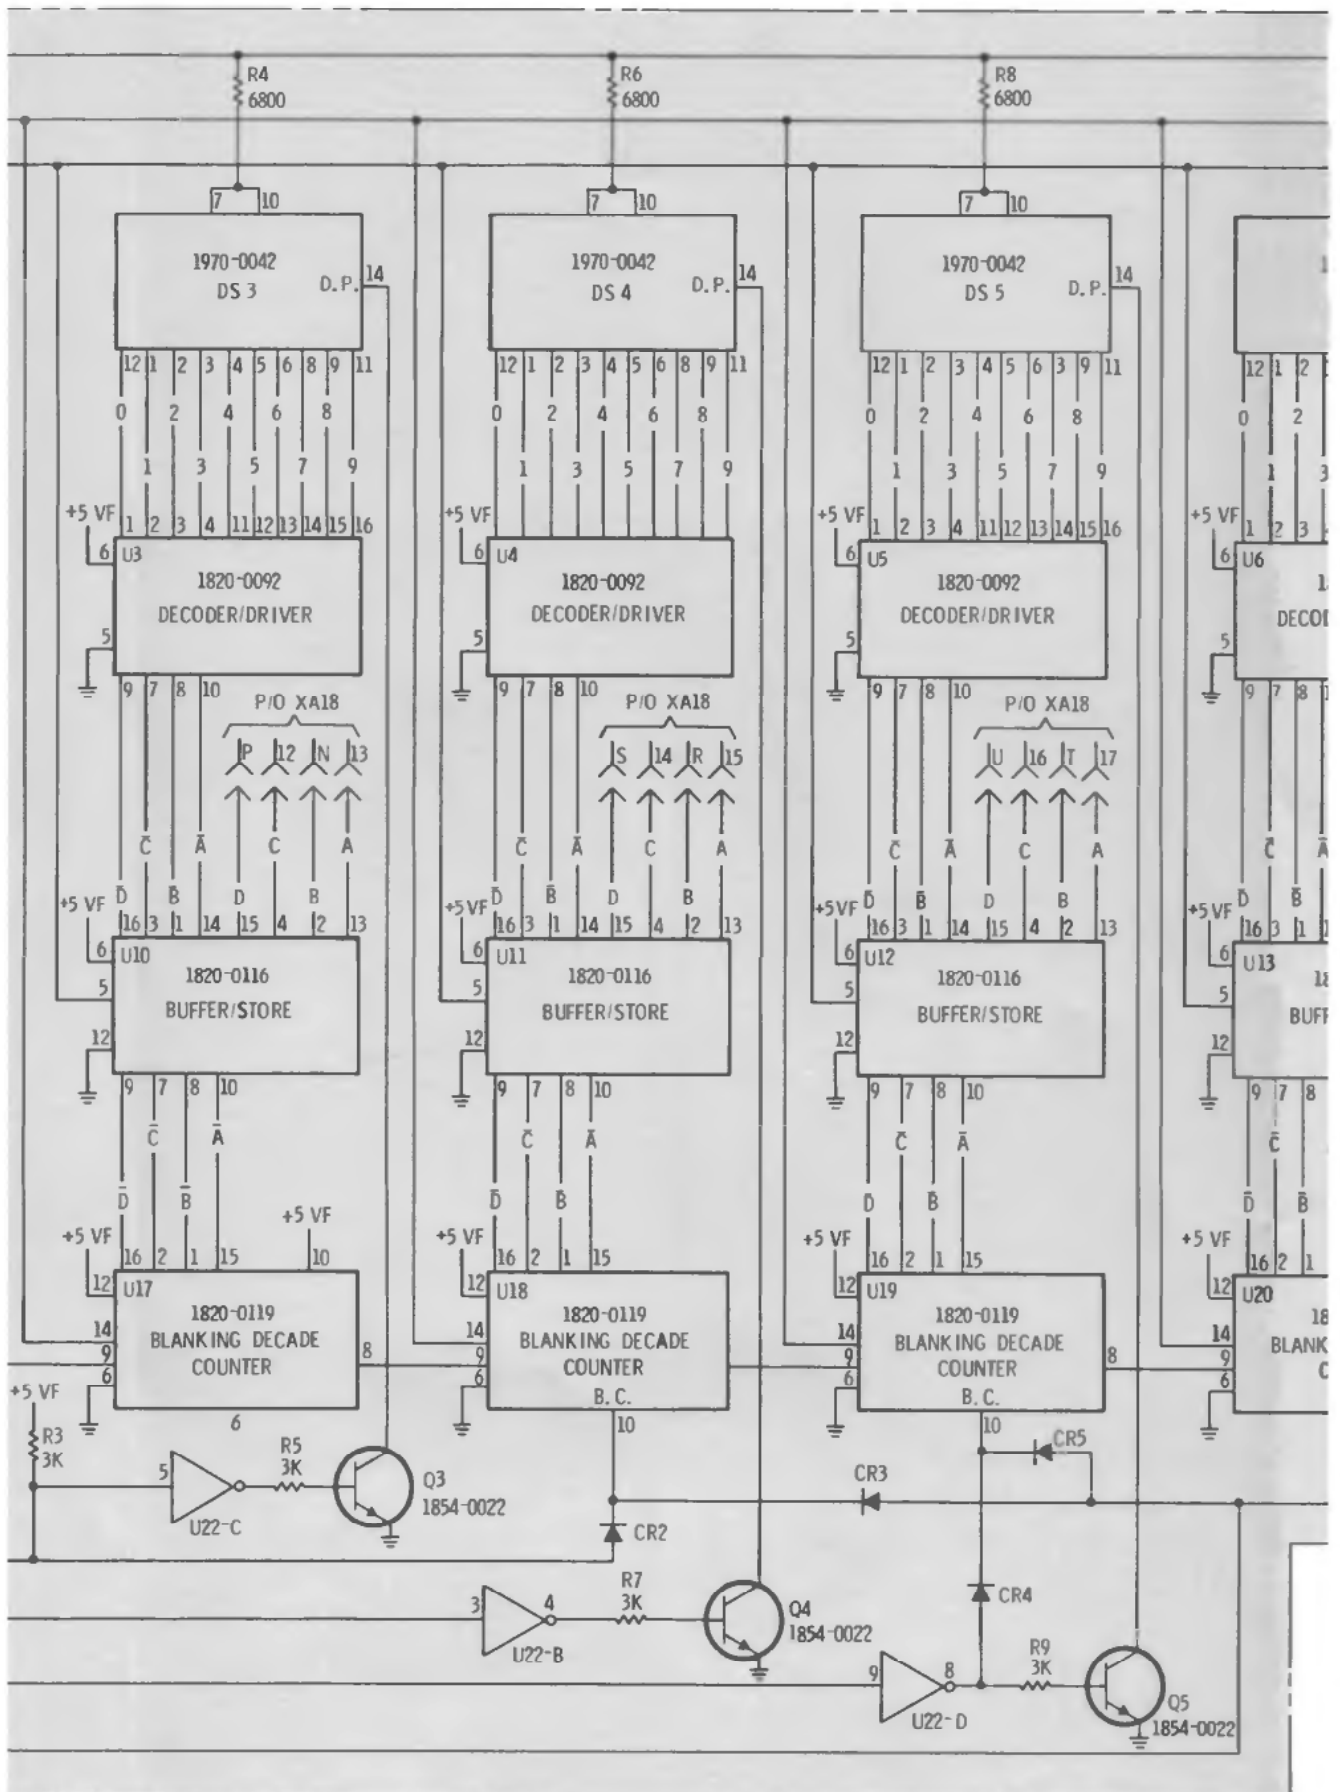 R4
6800
R6
6800
R8
6800
7 10
7 10
7 10
1970-0042
DS 3
D.P.
14
1970-0042
DS 4
D.P.
14
1970-0042
DS 5
D.P.
14
12 1 2 3 4 5 6 8 9 11
12 1 2 3 4 5 6 8 9 11
12 1 2 3 4 5 6 3 9 11
12 1 2
0 2 4 6 8
0 2 4 6 8
0 2 4 6 8
0 2
1 3 5 7 9
1 3 5 7 9
1 3 5 7 9
1 3
+5 VF
1 2 3 4 11 12 13 14 15 16
+5 VF
+5 VF
1 2 3 4 11 12 13 14 15 16
+5 VF
1 2 3
6
U3
1820-0092
DECODER/DRIVER
5
6
U4
1820-0092
DECODER/DRIVER
5
6
U5
1820-0092
DECODER/DRIVER
5
6
U6
DECO
5
9 7 8 10
9 7 8 10
9 7 8 10
9 7 8
P/O XA18
P 12 N 13
P/O XA18
S 14 R 15
P/O XA18
U 16 T 17
C̄ Ā C A
C̄ Ā C A
C̄ Ā C A
C̄ Ā
D̄ B̄ D B
D̄ B̄ D B
D̄ B̄ D B
D̄ B̄
+5 VF
16 3 1 14 15 4 2 13
+5 VF
16 3 1 14 15 4 2 13
+5VF
16 3 1 14 15 4 2 13
+5 VF
16 3 1
6
U10
1820-0116
BUFFER/STORE
5
12
6
U11
1820-0116
BUFFER/STORE
5
12
6
U12
1820-0116
BUFFER/STORE
5
12
6
U13
BUFF
5
12
9 7 8 10
9 7 8 10
9 7 8 10
9 7 8
C̄ Ā
C̄ Ā
C̄ Ā
C̄
D̄ B̄
D̄ B̄
D B̄
D̄ B̄
+5 VF
+5 VF
16 2 1 15 10
+5 VF
16 2 1 15
+5 VF
16 2 1 15
+5 VF
16 2 1
12
U17
1820-0119
BLANKING DECADE
COUNTER
14
9
6
8
6
12
U18
1820-0119
BLANKING DECADE
COUNTER
B. C.
14
9
6
10
12
U19
1820-0119
BLANKING DECADE
COUNTER
B. C.
14
9
6
8
10
12
U20
18
BLANK
C
14
9
6
+5 VF
R3
3K
5
U22-C
R5
3K
Q3
1854-0022
CR2
CR3
CR5
3
4
U22-B
R7
3K
Q4
1854-0022
CR4
9
8
U22-D
R9
3K
Q5
1854-0022